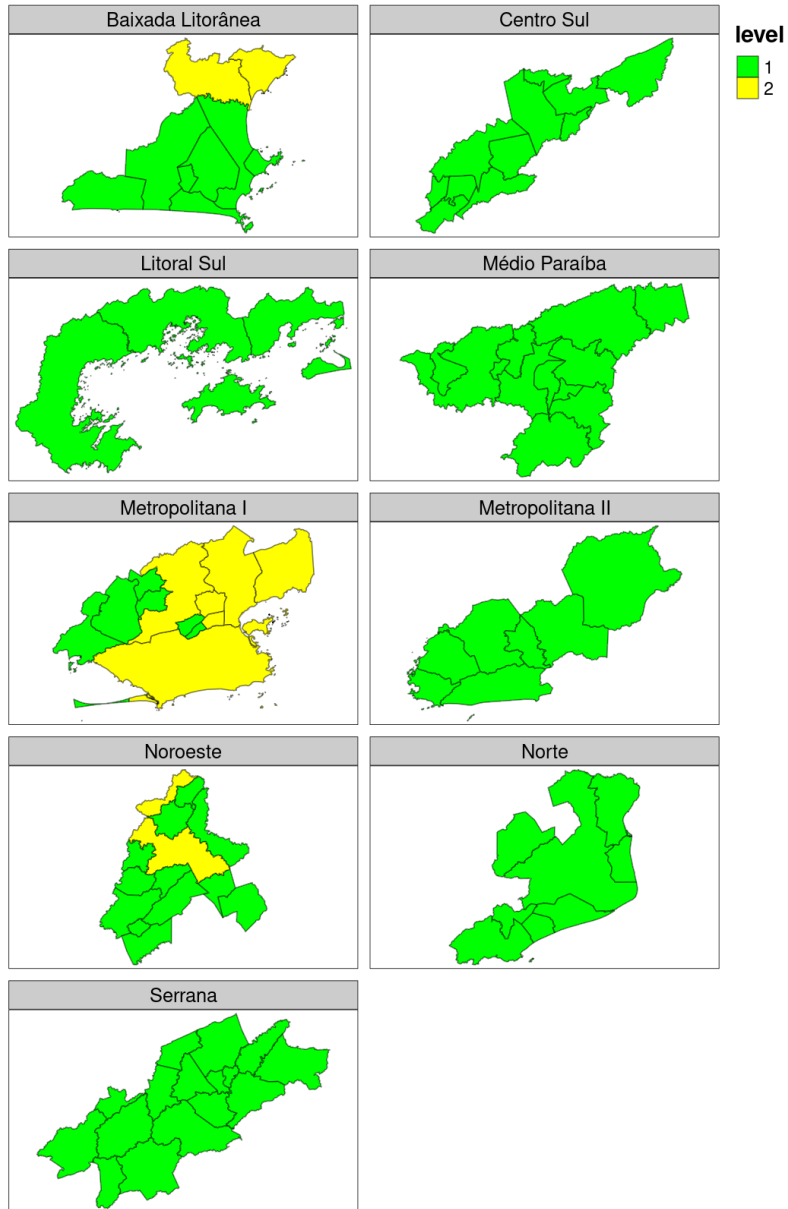 Baixada Litorânea
Centro Sul
level
1
2
Litoral Sul
Médio Paraíba
Metropolitana I
Metropolitana II
Noroeste
Norte
Serrana